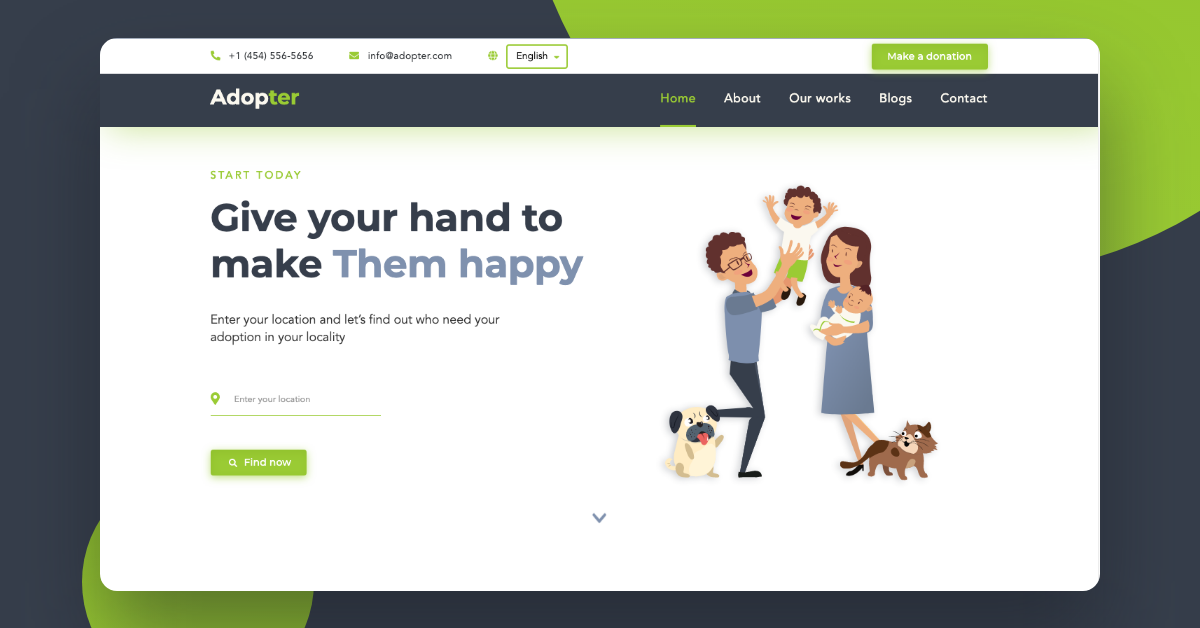 +1 (454) 556-5656 info@adopter.com English Make a donation
Adopter Home About Our works Blogs Contact
START TODAY
Give your hand to
make Them happy
Enter your location and let's find out who need your
adoption in your locality
Enter your location
Find now